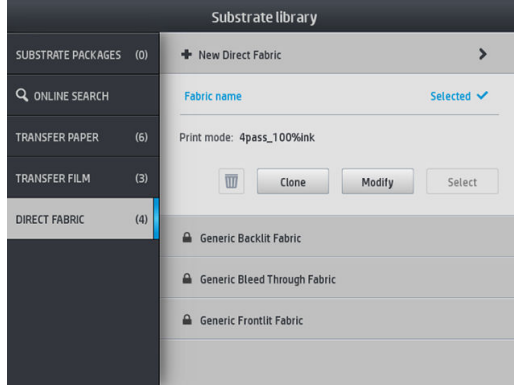 Substrate library
SUBSTRATE PACKAGES (0)
ONLINE SEARCH
TRANSFER PAPER (6)
TRANSFER FILM (3)
DIRECT FABRIC (4)
New Direct Fabric
Fabric name Selected
Print mode: 4pass_100%ink
Clone Modify Select
Generic Backlit Fabric
Generic Bleed Through Fabric
Generic Frontlit Fabric